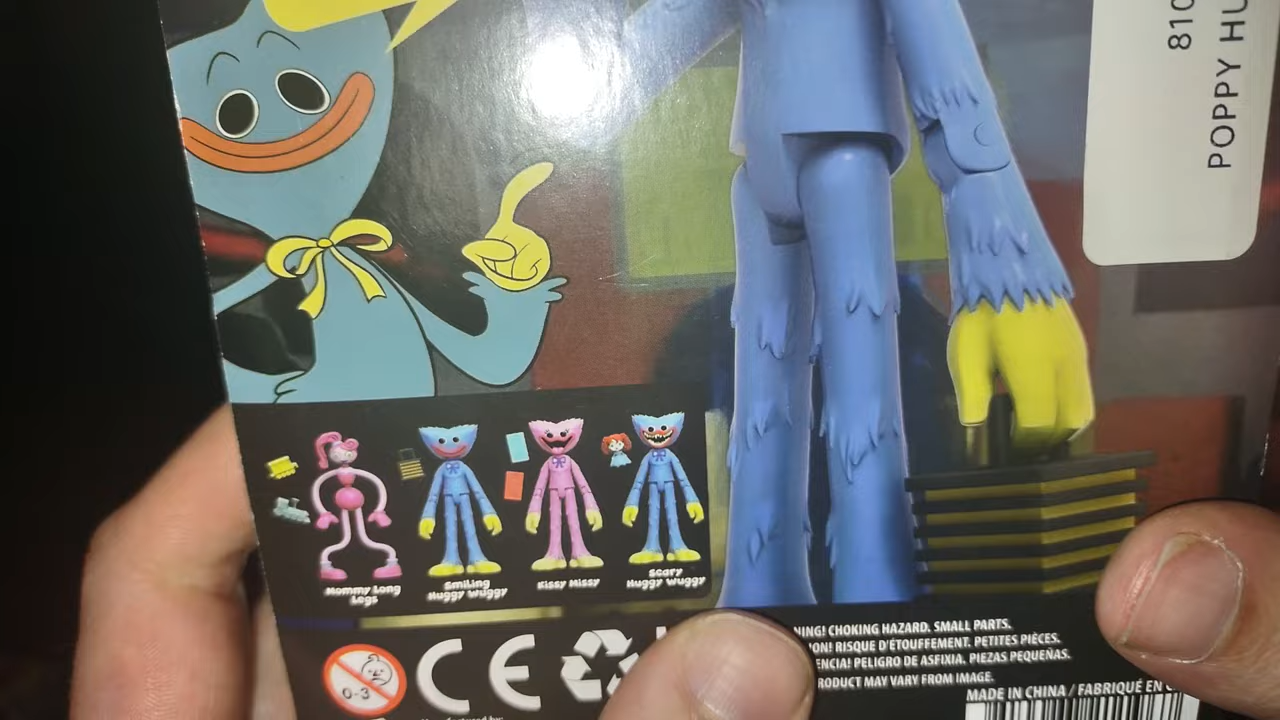 810
POPPY HU
Mommy Long
Legs
Smiling
Huggy Wuggy
Kissy Missy
Scary
Huggy Wuggy
0-3
CE
NING! CHOKING HAZARD. SMALL PARTS.
ION! RISQUE D'ÉTOUFFEMENT. PETITES PIÈCES.
ENCIA! PELIGRO DE ASFIXIA. PIEZAS PEQUEÑAS.
RODUCT MAY VARY FROM IMAGE.
MADE IN CHINA / FABRIQUÉ EN C